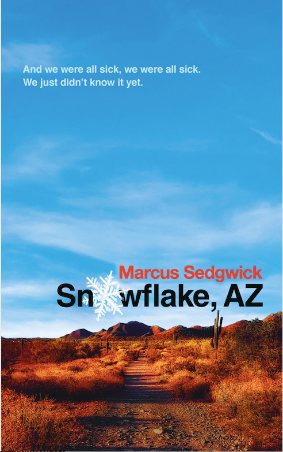 And we were all sick, we were all sick.
We just didn't know it yet.
Marcus Sedgwick
Snowflake, AZ